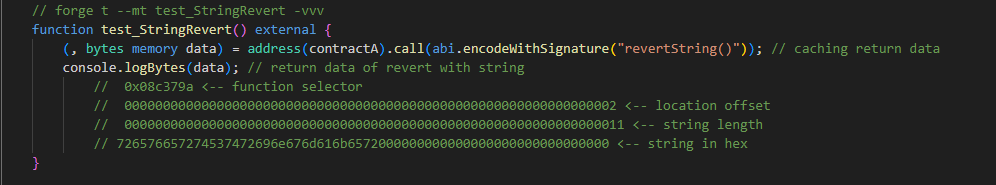 // forge t --mt test_StringRevert -vvv
function test_StringRevert() external {
(, bytes memory data) = address(contractA).call(abi.encodeWithSignature("revertString()")); // caching return data
console.logBytes(data); // return data of revert with string
// 0x08c379a <-- function selector
// 0000000000000000000000000000000000000000000000000000000000000002 <-- location offset
// 000000000000000000000000000000000000000000000000000000000000011 <-- string length
// 726576657274537472696e676d616b6572000000000000000000000000000000 <-- string in hex
}